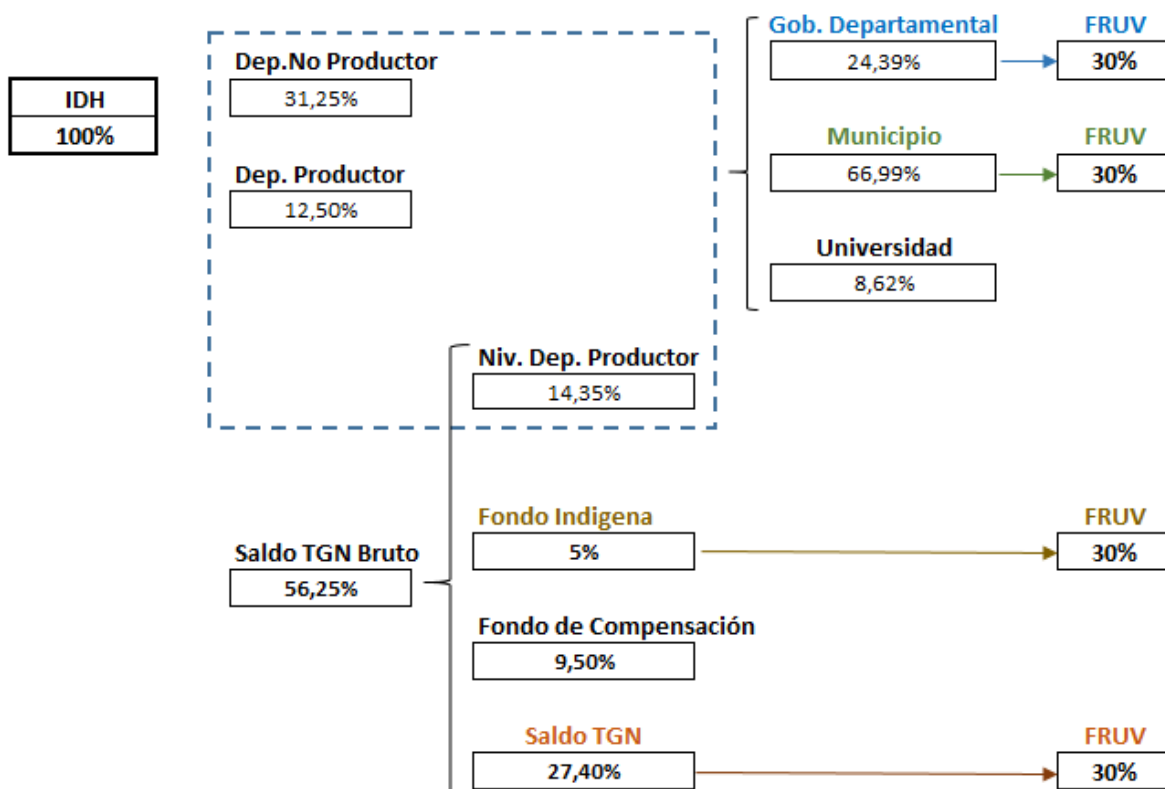 IDH
100%
Dep.No Productor
31,25%
Dep. Productor
12,50%
Gob. Departamental
24,39%
FRUV
30%
Municipio
66,99%
FRUV
30%
Universidad
8,62%
Niv. Dep. Productor
14,35%
Saldo TGN Bruto
56,25%
Fondo Indigena
5%
FRUV
30%
Fondo de Compensación
9,50%
Saldo TGN
27,40%
FRUV
30%